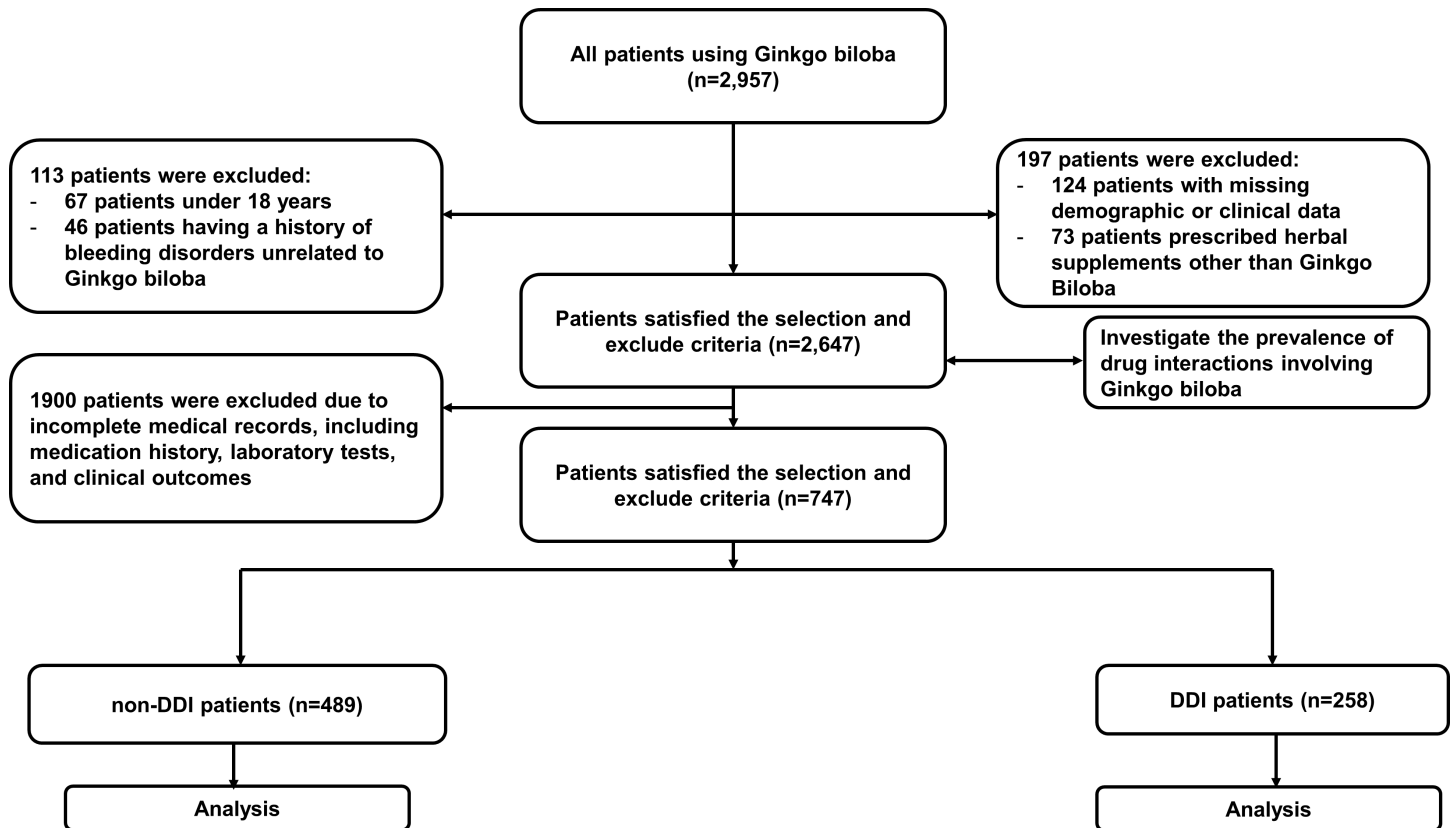 All patients using Ginkgo biloba
(n=2,957)
113 patients were excluded:
- 67 patients under 18 years
- 46 patients having a history of
bleeding disorders unrelated to
Ginkgo biloba
197 patients were excluded:
- 124 patients with missing
demographic or clinical data
- 73 patients prescribed herbal
supplements other than Ginkgo
Biloba
Patients satisfied the selection and
exclude criteria (n=2,647)
Investigate the prevalence of
drug interactions involving
Ginkgo biloba
1900 patients were excluded due to
incomplete medical records, including
medication history, laboratory tests,
and clinical outcomes
Patients satisfied the selection and
exclude criteria (n=747)
non-DDI patients (n=489)
DDI patients (n=258)
Analysis
Analysis